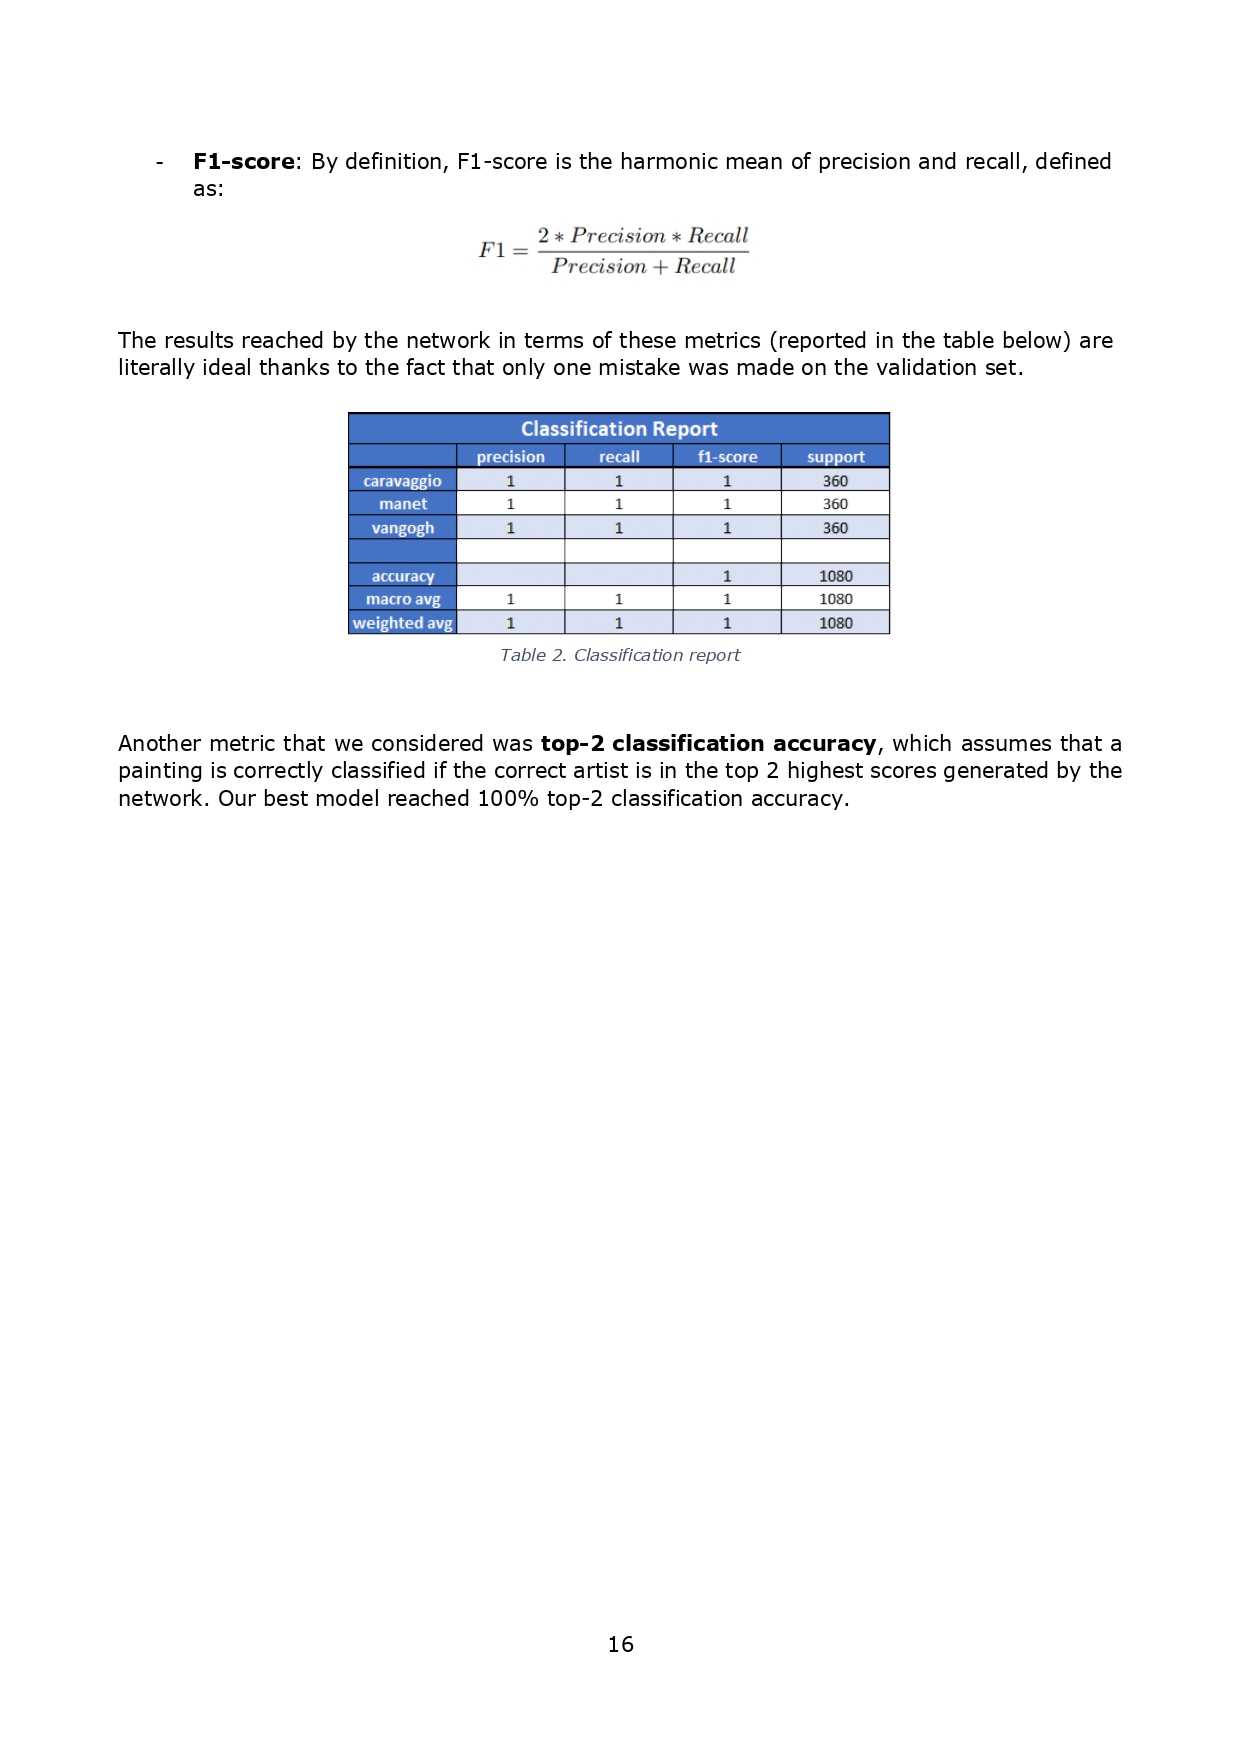 - F1-score: By definition, F1-score is the harmonic mean of precision and recall, defined
as:
F1 = 2 * Precision * Recall / Precision + Recall
The results reached by the network in terms of these metrics (reported in the table below) are
literally ideal thanks to the fact that only one mistake was made on the validation set.
Classification Report
precision recall f1-score support
caravaggio 1 1 1 360
manet 1 1 1 360
vangogh 1 1 1 360
accuracy 1 1080
macro avg 1 1 1 1080
weighted avg 1 1 1 1080
Table 2. Classification report
Another metric that we considered was top-2 classification accuracy, which assumes that a
painting is correctly classified if the correct artist is in the top 2 highest scores generated by the
network. Our best model reached 100% top-2 classification accuracy.
16